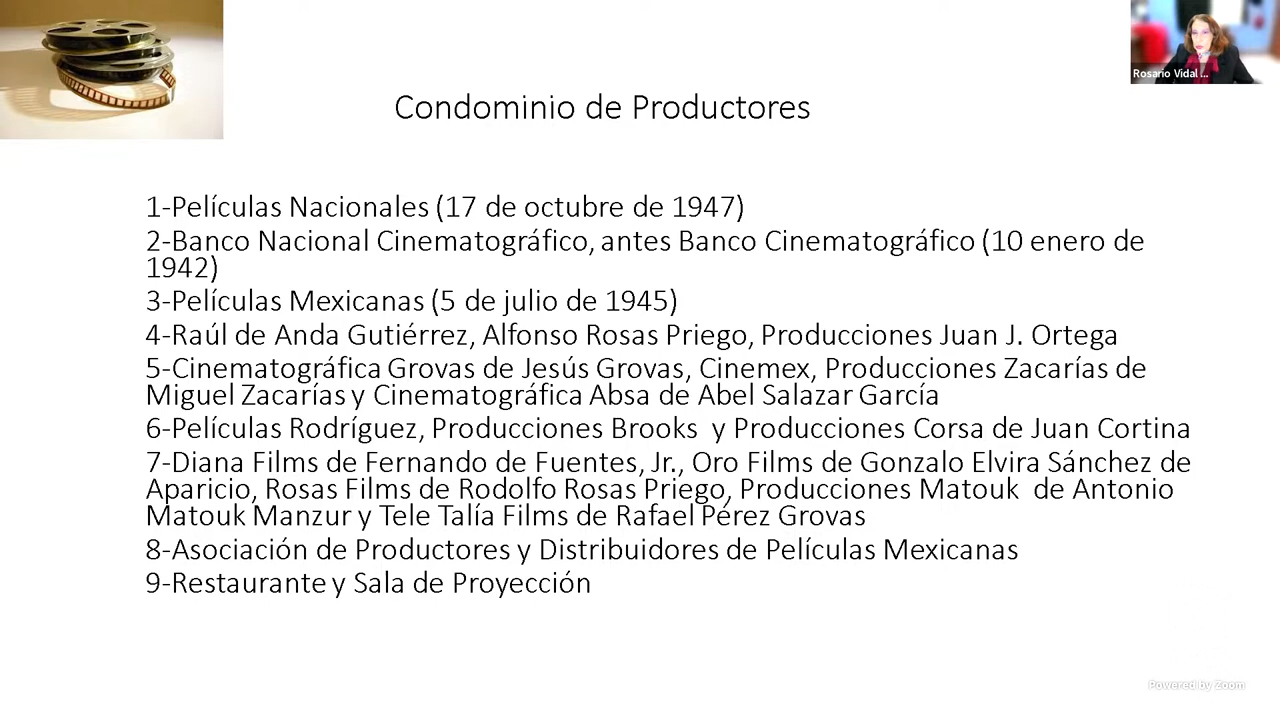 Rosario Vidal ...
Condominio de Productores
1-Películas Nacionales (17 de octubre de 1947)
2-Banco Nacional Cinematográfico, antes Banco Cinematográfico (10 enero de
1942)
3-Películas Mexicanas (5 de julio de 1945)
4-Raúl de Anda Gutiérrez, Alfonso Rosas Priego, Producciones Juan J. Ortega
5-Cinematográfica Grovas de Jesús Grovas, Cinemex, Producciones Zacarías de
Miguel Zacarías y Cinematográfica Absa de Abel Salazar García
6-Películas Rodríguez, Producciones Brooks y Producciones Corsa de Juan Cortina
7-Diana Films de Fernando de Fuentes, Jr., Oro Films de Gonzalo Elvira Sánchez de
Aparicio, Rosas Films de Rodolfo Rosas Priego, Producciones Matouk de Antonio
Matouk Manzur y Tele Talía Films de Rafael Pérez Grovas
8-Asociación de Productores y Distribuidores de Películas Mexicanas
9-Restaurante y Sala de Proyección
Powered by Zoom